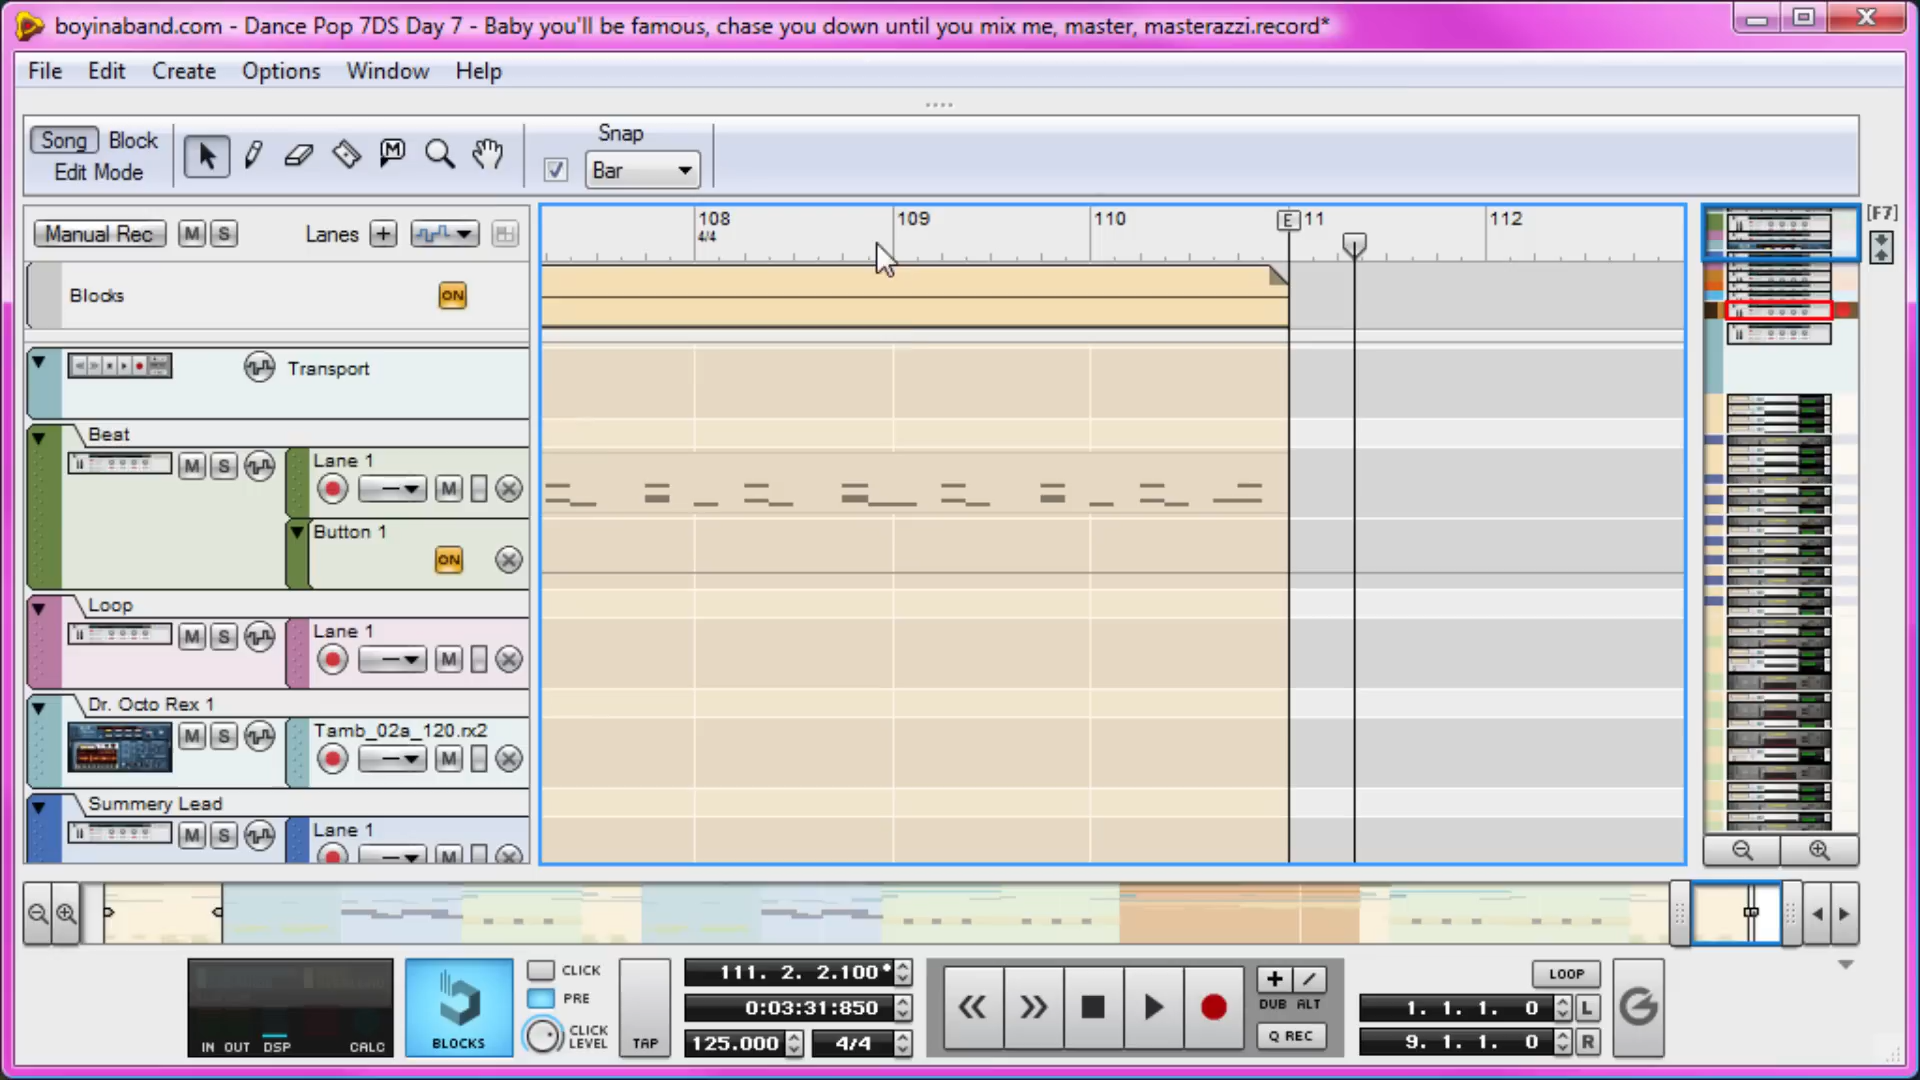 boyinaband.com - Dance Pop 7DS Day 7 - Baby you'll be famous, chase you down until you mix me, master, masterazzi.record*
File Edit Create Options Window Help
Song Block
Edit Mode
M
Snap
Bar
[F7]
Manual Rec M S Lanes +
108 109 110 E 11 112
4/4
Blocks ON
Transport
Beat
M S Lane 1
M
Button 1
ON
Loop
M S Lane 1
M
Dr. Octo Rex 1
M S Tamb_02a_120.rx2
M
Summery Lead
M S Lane 1
M
IN OUT DSP CALC
BLOCKS
CLICK
PRE
CLICK LEVEL
TAP
111. 2. 2.100*
0:03:31:850
125.000 4/4
DUB ALT
Q REC
LOOP
1. 1. 1. 0 L
9. 1. 1. 0 R